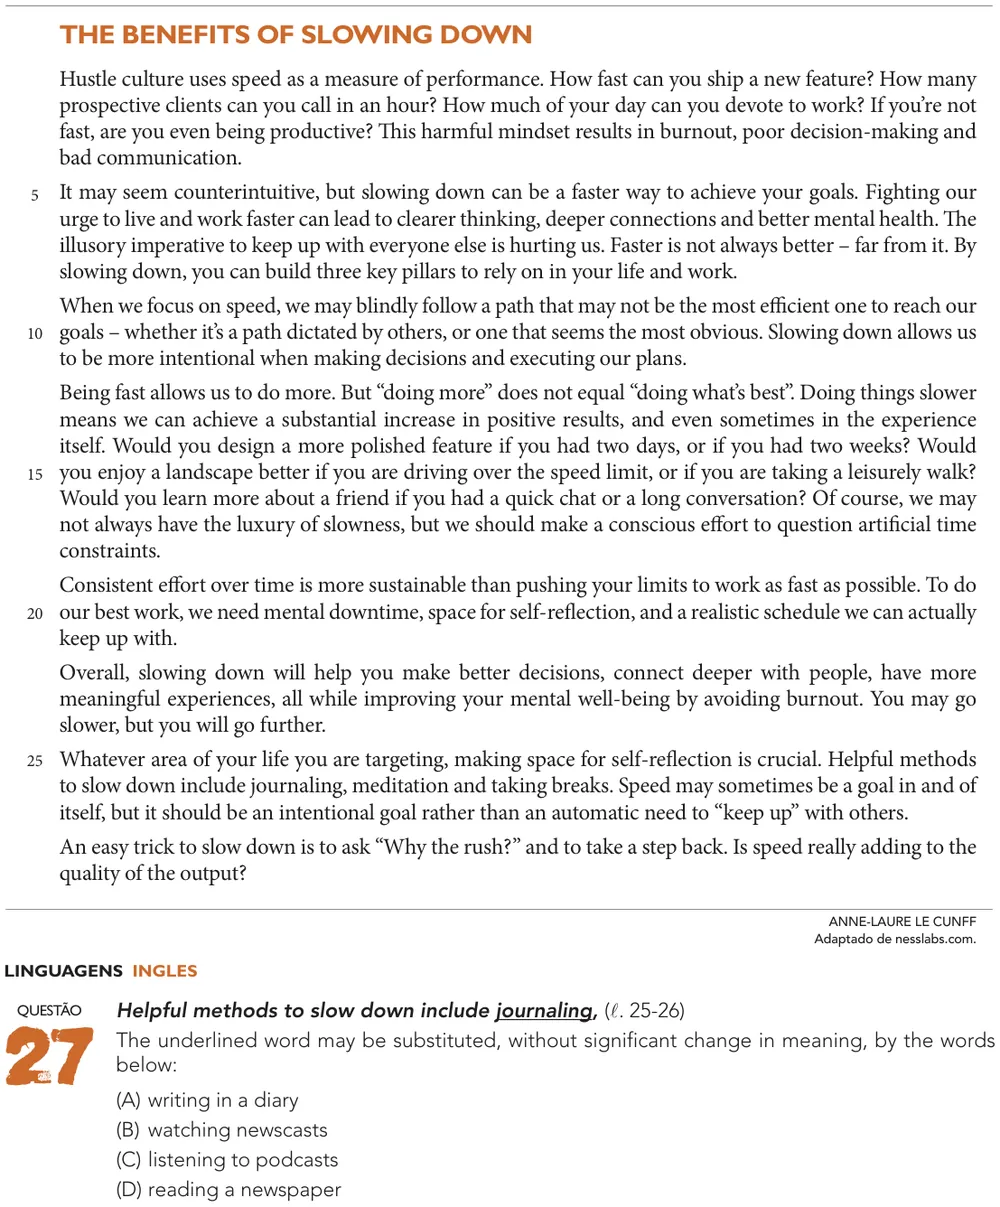 THE BENEFITS OF SLOWING DOWN
Hustle culture uses speed as a measure of performance. How fast can you ship a new feature? How many
prospective clients can you call in an hour? How much of your day can you devote to work? If you’re not
fast, are you even being productive? This harmful mindset results in burnout, poor decision-making and
bad communication.
5 It may seem counterintuitive, but slowing down can be a faster way to achieve your goals. Fighting our
urge to live and work faster can lead to clearer thinking, deeper connections and better mental health. The
illusory imperative to keep up with everyone else is hurting us. Faster is not always better – far from it. By
slowing down, you can build three key pillars to rely on in your life and work.
When we focus on speed, we may blindly follow a path that may not be the most efficient one to reach our
10 goals – whether it’s a path dictated by others, or one that seems the most obvious. Slowing down allows us
to be more intentional when making decisions and executing our plans.
Being fast allows us to do more. But “doing more” does not equal “doing what’s best”. Doing things slower
means we can achieve a substantial increase in positive results, and even sometimes in the experience
itself. Would you design a more polished feature if you had two days, or if you had two weeks? Would
15 you enjoy a landscape better if you are driving over the speed limit, or if you are taking a leisurely walk?
Would you learn more about a friend if you had a quick chat or a long conversation? Of course, we may
not always have the luxury of slowness, but we should make a conscious effort to question artificial time
constraints.
Consistent effort over time is more sustainable than pushing your limits to work as fast as possible. To do
20 our best work, we need mental downtime, space for self-reflection, and a realistic schedule we can actually
keep up with.
Overall, slowing down will help you make better decisions, connect deeper with people, have more
meaningful experiences, all while improving your mental well-being by avoiding burnout. You may go
slower, but you will go further.
25 Whatever area of your life you are targeting, making space for self-reflection is crucial. Helpful methods
to slow down include journaling, meditation and taking breaks. Speed may sometimes be a goal in and of
itself, but it should be an intentional goal rather than an automatic need to “keep up” with others.
An easy trick to slow down is to ask “Why the rush?” and to take a step back. Is speed really adding to the
quality of the output?
ANNE-LAURE LE CUNFF
Adaptado de nesslabs.com.
LINGUAGENS INGLES
QUESTÃO
27
Helpful methods to slow down include journaling, (ℓ. 25-26)
The underlined word may be substituted, without significant change in meaning, by the words
below:
(A) writing in a diary
(B) watching newscasts
(C) listening to podcasts
(D) reading a newspaper